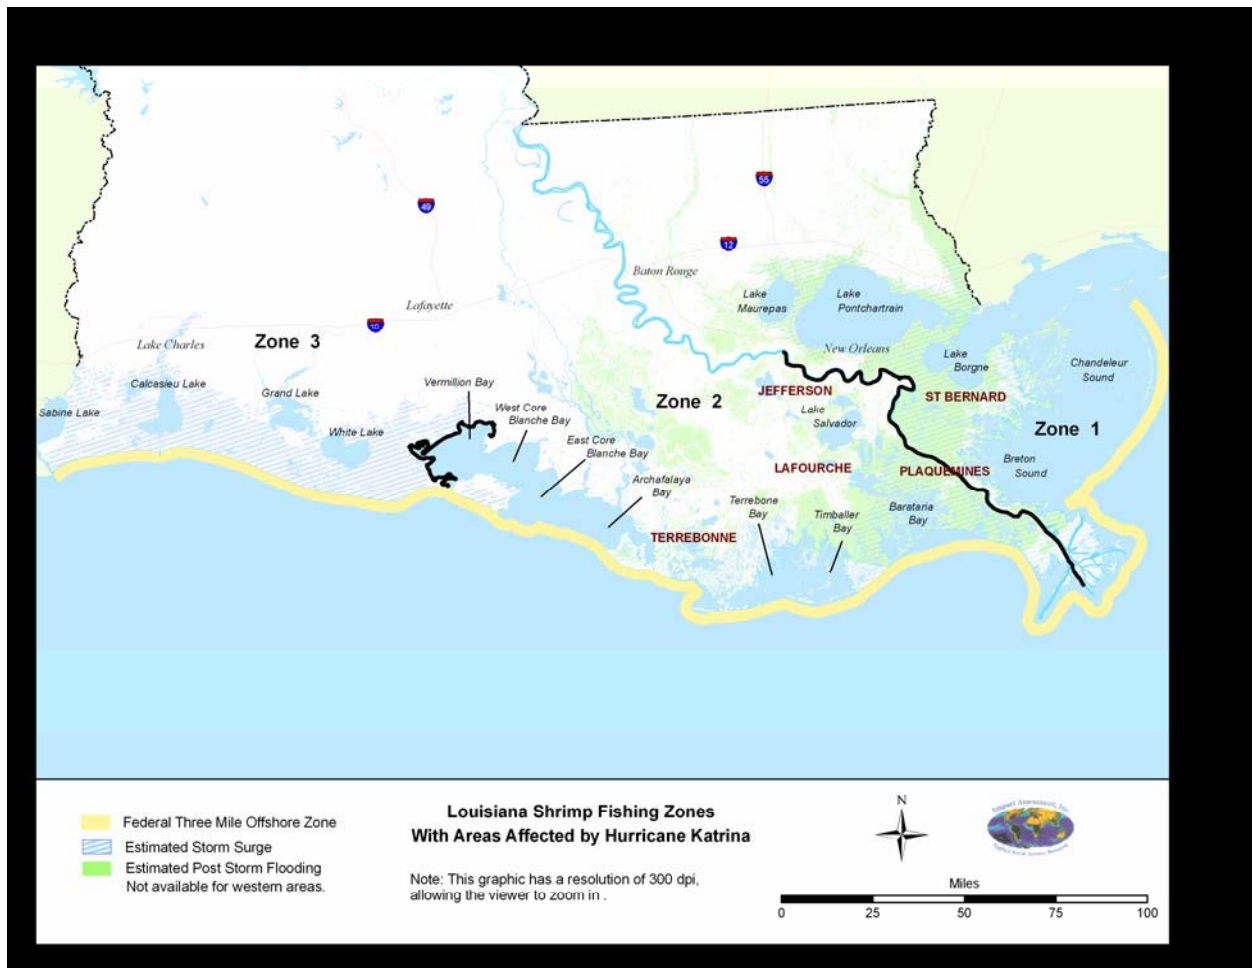 55
49
12
Baton Rouge
Lake
Maurepas
Lake
Pontchartrain
Lafayette
10
Zone 3
Lake Charles
New Orleans
Lake
Borgne
Chandeleur
Sound
Calcasieu Lake
Grand Lake
Vermillion Bay
JEFFERSON
ST BERNARD
Zone 2
Sabine Lake
West Core
Blanche Bay
Lake
Salvador
Zone 1
White Lake
East Core
Blanche Bay
Breton
Sound
LAFOURCHE
PLAQUEMINES
Archafalaya
Bay
Terrebone
Bay
Timballer
Bay
Barataria
Bay
TERREBONNE
Federal Three Mile Offshore Zone
Estimated Storm Surge
Estimated Post Storm Flooding
Not available for western areas.
Louisiana Shrimp Fishing Zones
With Areas Affected by Hurricane Katrina
Note: This graphic has a resolution of 300 dpi,
allowing the viewer to zoom in .
N
Impact Assessment, Inc.
Miles
0 25 50 75 100